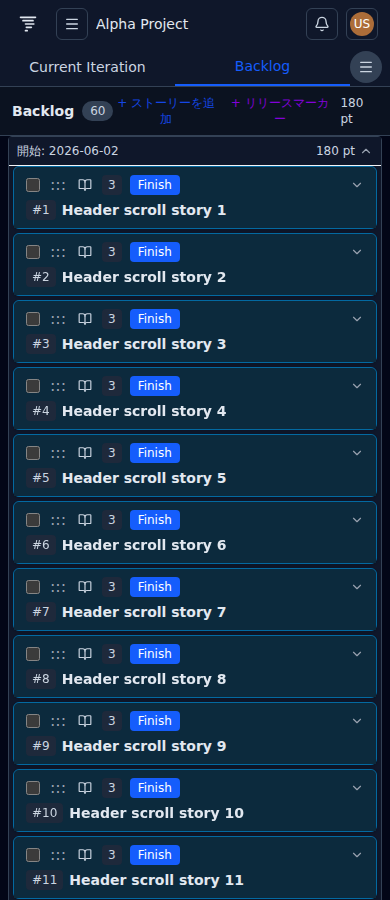 Alpha Project
US
Current Iteration
Backlog
Backlog 60
+ ストーリーを追
加
+ リリースマーカ
ー
180
pt
開始: 2026-06-02
180 pt
3 Finish
#1 Header scroll story 1
3 Finish
#2 Header scroll story 2
3 Finish
#3 Header scroll story 3
3 Finish
#4 Header scroll story 4
3 Finish
#5 Header scroll story 5
3 Finish
#6 Header scroll story 6
3 Finish
#7 Header scroll story 7
3 Finish
#8 Header scroll story 8
3 Finish
#9 Header scroll story 9
3 Finish
#10 Header scroll story 10
3 Finish
#11 Header scroll story 11